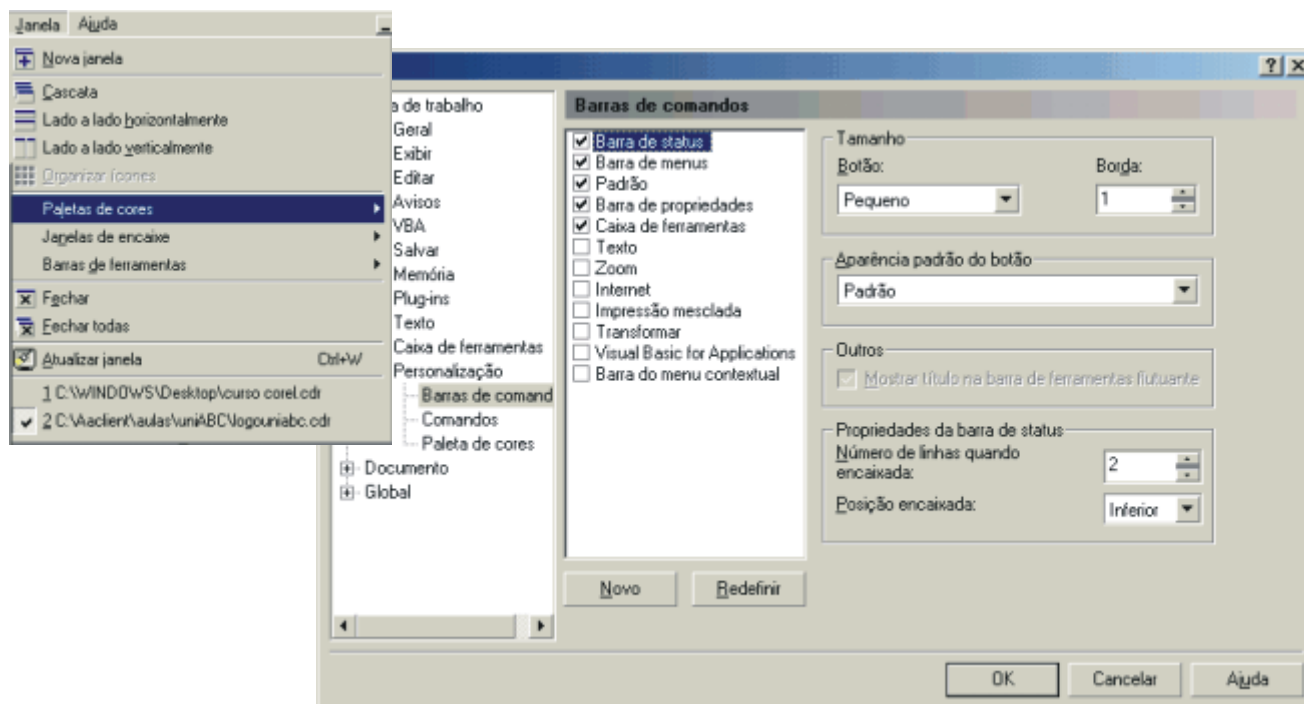 Janela Ajuda
Nova janela
Cascata
Lado a lado horizontalmente
Lado a lado verticalmente
Organizar ícones
Paletas de cores
Janelas de encaixe
Barras de ferramentas
Fechar
Fechar todas
Atualizar janela Ctrl+W
1 C:\WINDOWS\Desktop\curso corel.cdr
2 C:\Aaclient\aulas\uniABC\logouniabc.cdr
a de trabalho
Geral
Exibir
Editar
Avisos
VBA
Salvar
Memória
Plug-ins
Texto
Caixa de ferramentas
Personalização
Barras de comand
Comandos
Paleta de cores
Documento
Global
Barras de comandos
Barra de status
Barra de menus
Padrão
Barra de propriedades
Caixa de ferramentas
Texto
Zoom
Internet
Impressão mesclada
Transformar
Visual Basic for Applications
Barra do menu contextual
Novo Redefinir
Tamanho
Botão: Borda:
Pequeno 1
Aparência padrão do botão
Padrão
Outros
Mostrar título na barra de ferramentas flutuante
Propriedades da barra de status
Número de linhas quando
encaixada: 2
Posição encaixada: Inferior
OK Cancelar Ajuda